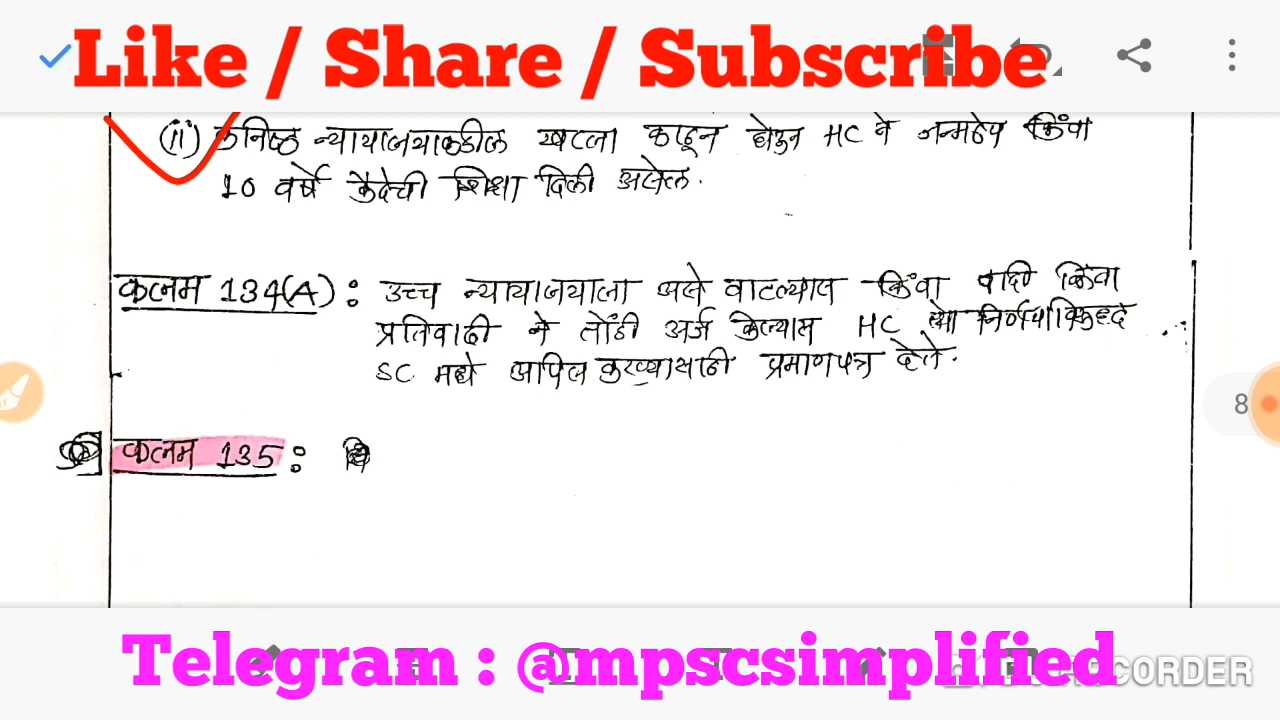 Like / Share / Subscribe
(ii) कनिष्ठ न्यायालयाकडील खटला काढून घेऊन HC ने जन्मठेप किंवा
10 वर्षे कैदेची शिक्षा दिली असेल.
कलम 134(A) : उच्च न्यायालयाला असे वाटल्यास किंवा वादी किंवा
प्रतिवादी ने तोंडी अर्ज केल्यास HC त्या निर्णयाविरुद्ध
SC मध्ये अपिल करण्यासाठी प्रमाणपत्र देते.
8
कलम 135 :
Telegram : @mpscsimplified
RECORDER